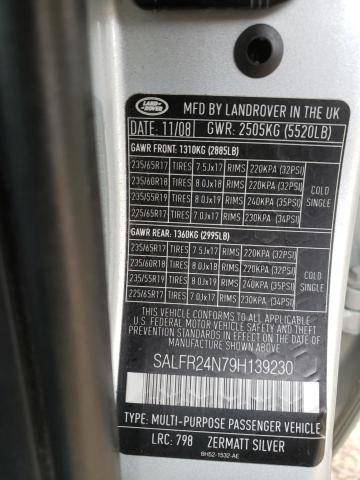 LAND-
ROVER
MFD BY LANDROVER IN THE UK
DATE: 11/08 GWR: 2505KG (5520LB)
GAWR FRONT: 1310KG (2885LB)
235/65R17 TIRES 7.5Jx17 RIMS 220KPA (32PSI)
235/60R18 TIRES 8.0Jx18 RIMS 220KPA (32PSI)
235/55R19 TIRES 8.0Jx19 RIMS 240KPA (35PSI)
225/65R17 TIRES 7.0Jx17 RIMS 230KPA (34PSI)
COLD
SINGLE
GAWR REAR: 1360KG (2995LB)
235/65R17 TIRES 7.5Jx17 RIMS 220KPA (32PSI)
235/60R18 TIRES 8.0Jx18 RIMS 220KPA (32PSI)
235/55R19 TIRES 8.0Jx19 RIMS 240KPA (35PSI)
225/65R17 TIRES 7.0Jx17 RIMS 230KPA (34PSI)
COLD
SINGLE
THIS VEHICLE CONFORMS TO ALL APPLICABLE
U.S. FEDERAL MOTOR VEHICLE SAFETY AND THEFT
PREVENTION STANDARDS IN EFFECT ON THE DATE
OF MANUFACTURE SHOWN ABOVE
SALFR24N79H139230
TYPE: MULTI-PURPOSE PASSENGER VEHICLE
LRC: 798 ZERMATT SILVER
6H52-1532-AE